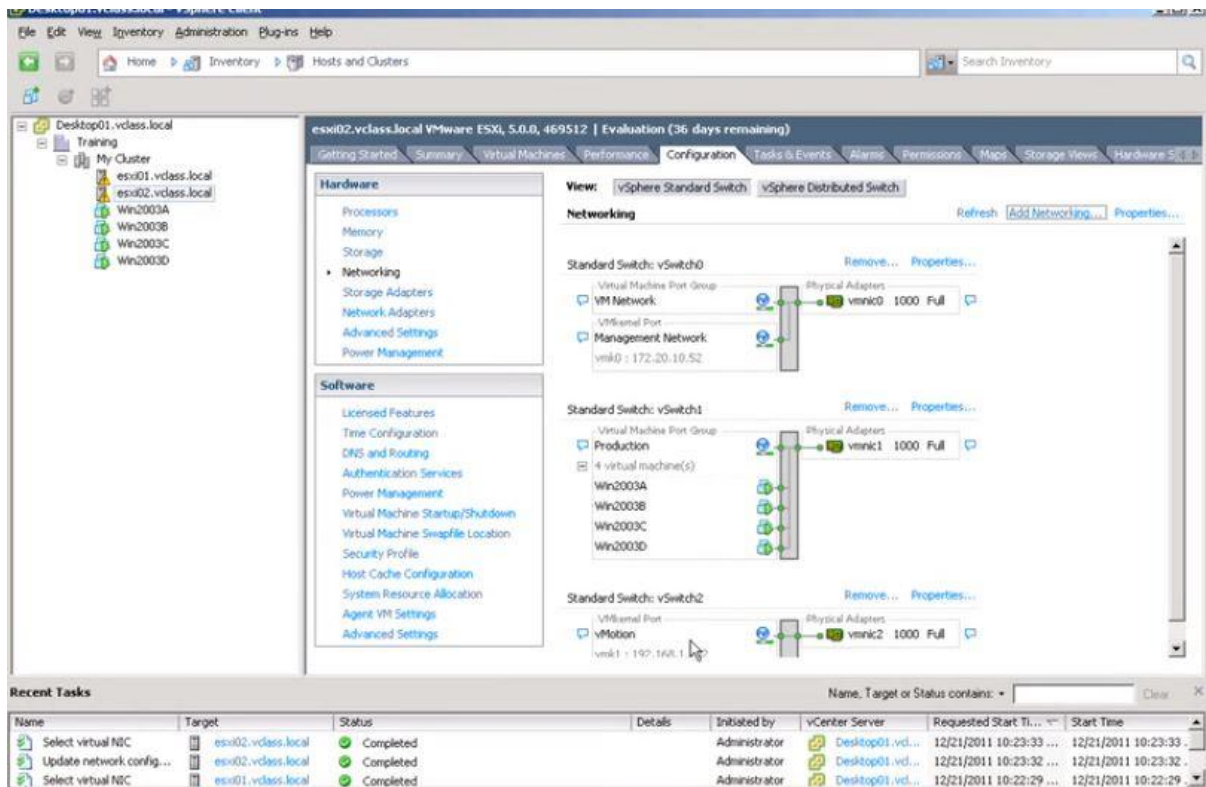 Desktop01.vclass.local - vSphere Client
File Edit View Inventory Administration Plug-ins Help
Home Inventory Hosts and Clusters
Search Inventory
Desktop01.vclass.local
Training
My Cluster
esxi01.vclass.local
esxi02.vclass.local
Win2003A
Win2003B
Win2003C
Win2003D
esxi02.vclass.local VMware ESXi, 5.0.0, 469512 | Evaluation (36 days remaining)
Getting Started Summary Virtual Machines Performance Configuration Tasks & Events Alarms Permissions Maps Storage Views Hardware S
Hardware
Processors
Memory
Storage
Networking
Storage Adapters
Network Adapters
Advanced Settings
Power Management
Software
Licensed Features
Time Configuration
DNS and Routing
Authentication Services
Power Management
Virtual Machine Startup/Shutdown
Virtual Machine Swapfile Location
Security Profile
Host Cache Configuration
System Resource Allocation
Agent VM Settings
Advanced Settings
View: vSphere Standard Switch vSphere Distributed Switch
Networking Refresh Add Networking... Properties...
Standard Switch: vSwitch0 Remove... Properties...
Virtual Machine Port Group Physical Adapters
VM Network vmnic0 1000 Full
VMkernel Port
Management Network
vmk0 : 172.20.10.52
Standard Switch: vSwitch1 Remove... Properties...
Virtual Machine Port Group Physical Adapters
Production vmnic1 1000 Full
4 virtual machine(s)
Win2003A
Win2003B
Win2003C
Win2003D
Standard Switch: vSwitch2 Remove... Properties...
VMkernel Port Physical Adapters
vMotion vmnic2 1000 Full
vmk1 :
Recent Tasks Name, Target or Status contains: Clear
Name Target Status Details Initiated by vCenter Server Requested Start Ti... Start Time
Select virtual NIC esxi02.vclass.local Completed Administrator Desktop01.vcl... 12/21/2011 10:23:33 ... 12/21/2011 10:23:33 .
Update network config... esxi02.vclass.local Completed Administrator Desktop01.vcl... 12/21/2011 10:23:32 ... 12/21/2011 10:23:32 .
Select virtual NIC esxi01.vclass.local Completed Administrator Desktop01.vcl... 12/21/2011 10:22:29 ... 12/21/2011 10:22:29 .